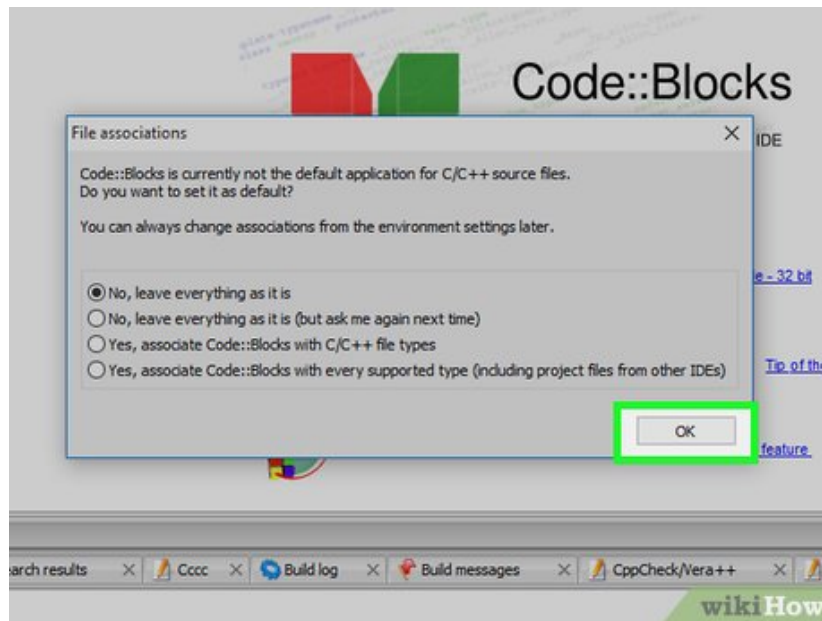 Code::Blocks
IDE
File associations
Code::Blocks is currently not the default application for C/C++ source files.
Do you want to set it as default?
You can always change associations from the environment settings later.
No, leave everything as it is
No, leave everything as it is (but ask me again next time)
Yes, associate Code::Blocks with C/C++ file types
Yes, associate Code::Blocks with every supported type (including project files from other IDEs)
OK
e - 32 bit
Tip of th
feature
earch results
Cccc
Build log
Build messages
CppCheck/Vera++
wikiHow